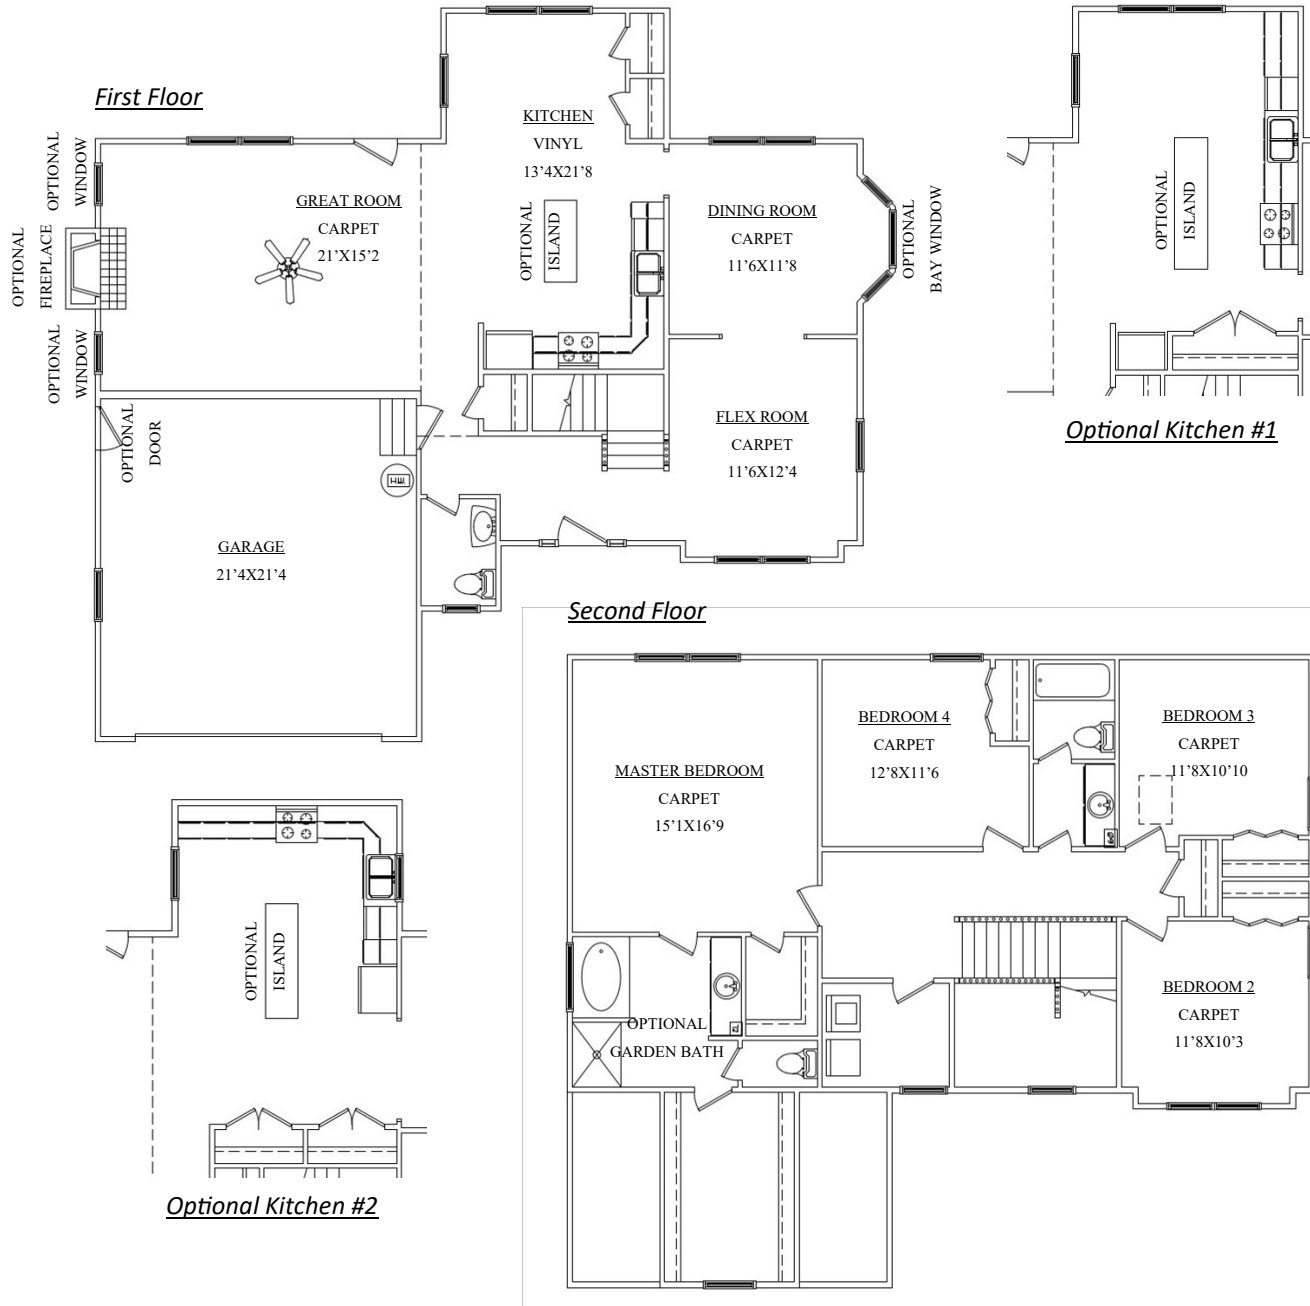 First Floor
OPTIONAL
WINDOW
OPTIONAL
FIREPLACE
OPTIONAL
WINDOW
GREAT ROOM
CARPET
21’X15’2
KITCHEN
VINYL
13’4X21’8
OPTIONAL
ISLAND
DINING ROOM
CARPET
11’6X11’8
OPTIONAL
BAY WINDOW
FLEX ROOM
CARPET
11’6X12’4
OPTIONAL
DOOR
H.W.
GARAGE
21’4X21’4
OPTIONAL
ISLAND
Optional Kitchen #1
Second Floor
MASTER BEDROOM
CARPET
15’1X16’9
BEDROOM 4
CARPET
12’8X11’6
BEDROOM 3
CARPET
11’8X10’10
OPTIONAL
GARDEN BATH
BEDROOM 2
CARPET
11’8X10’3
OPTIONAL
ISLAND
Optional Kitchen #2